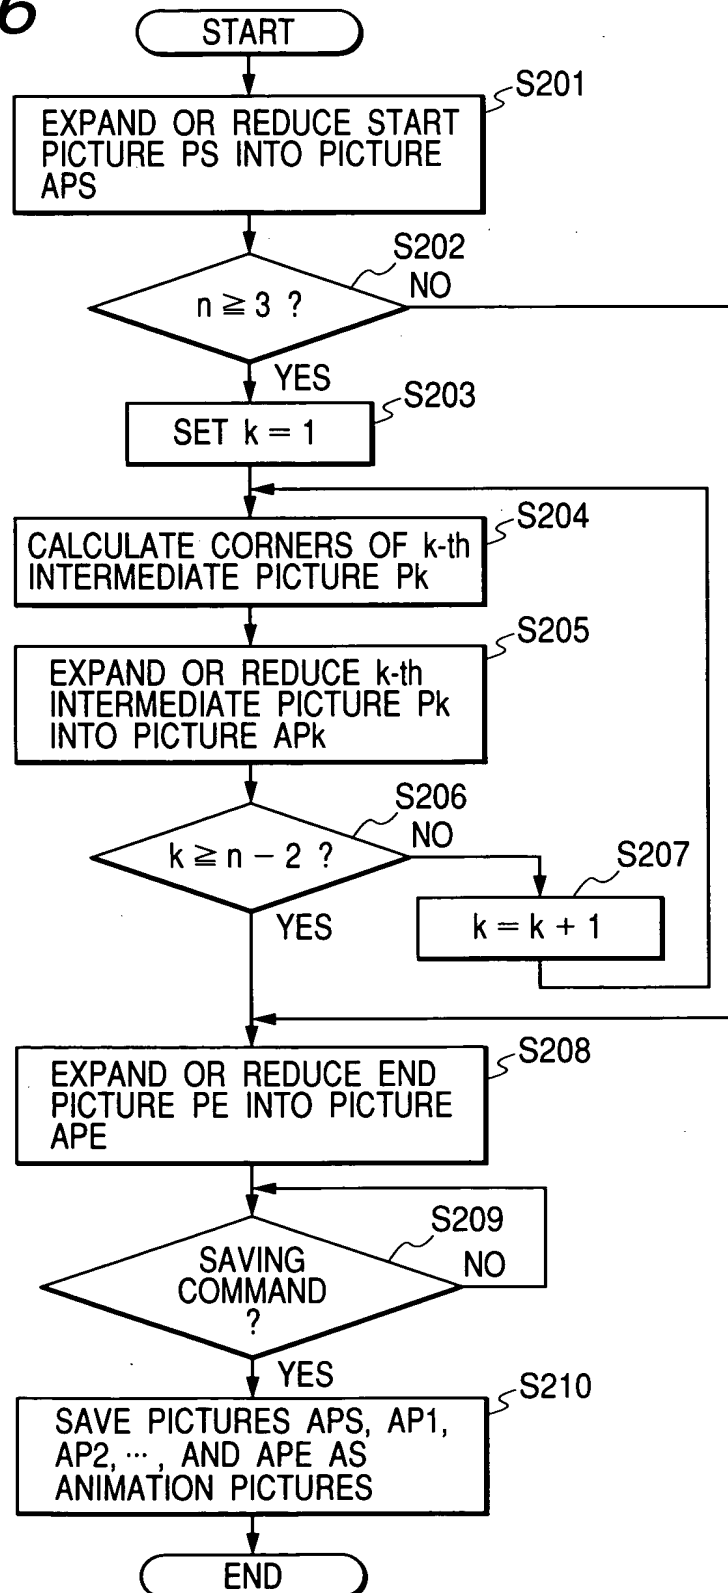 6
START
S201
EXPAND OR REDUCE START
PICTURE PS INTO PICTURE
APS
S202
n ≧ 3 ?
NO
YES
S203
SET k = 1
S204
CALCULATE CORNERS OF k-th
INTERMEDIATE PICTURE Pk
S205
EXPAND OR REDUCE k-th
INTERMEDIATE PICTURE Pk
INTO PICTURE APk
S206
k ≧ n - 2 ?
NO
S207
k = k + 1
YES
S208
EXPAND OR REDUCE END
PICTURE PE INTO PICTURE
APE
S209
SAVING
COMMAND
?
NO
YES
S210
SAVE PICTURES APS, AP1,
AP2, ··· , AND APE AS
ANIMATION PICTURES
END